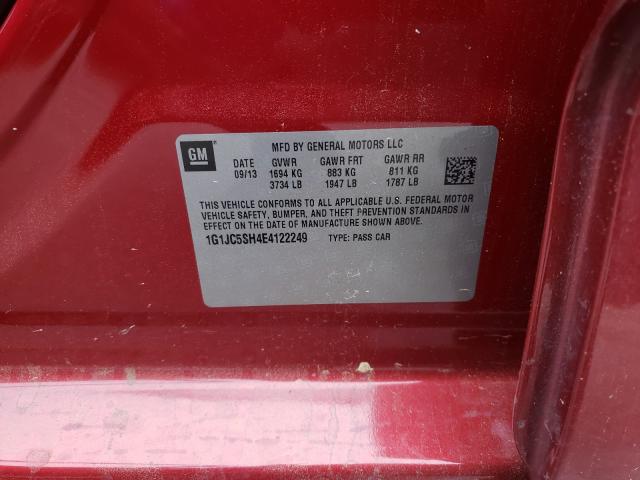 GM
MFD BY GENERAL MOTORS LLC
DATE GVWR GAWR FRT GAWR RR
09/13 1694 KG 883 KG 811 KG
3734 LB 1947 LB 1787 LB
THIS VEHICLE CONFORMS TO ALL APPLICABLE U.S. FEDERAL MOTOR
VEHICLE SAFETY, BUMPER, AND THEFT PREVENTION STANDARDS IN
EFFECT ON THE DATE OF MANUFACTURE SHOWN ABOVE.
1G1JC5SH4E4122249 TYPE: PASS CAR